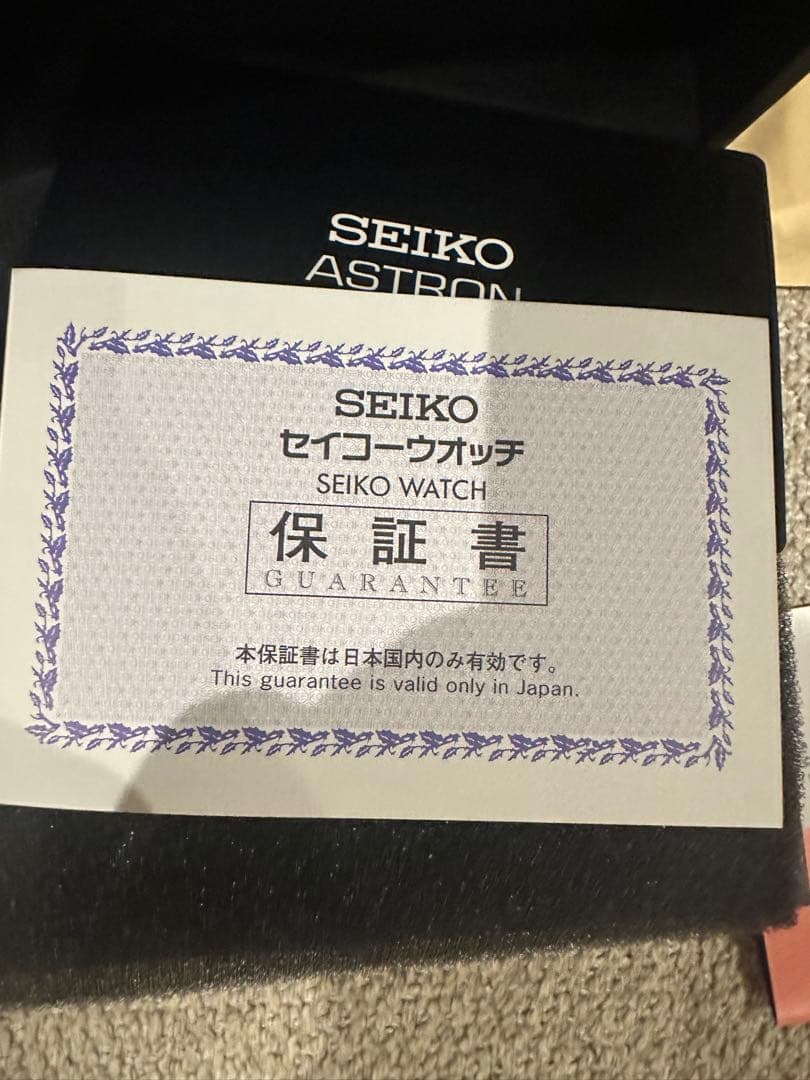 SEIKO
ASTRON
SEIKO
セイコーウオッチ
SEIKO WATCH
保証書
GUARANTEE
本保証書は日本国内のみ有効です。
This guarantee is valid only in Japan.